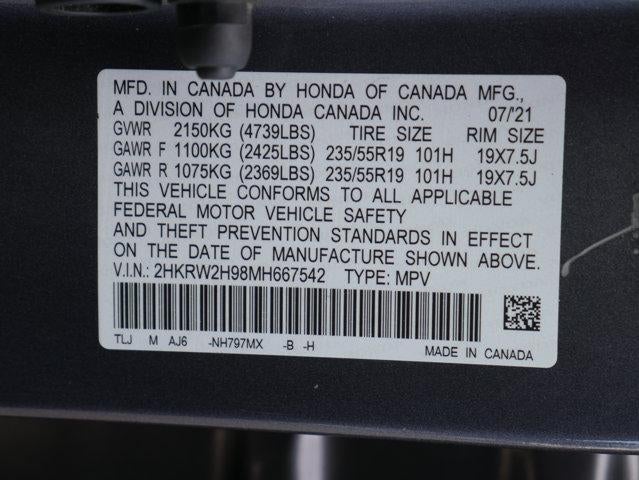 MFD. IN CANADA BY HONDA OF CANADA MFG.,
A DIVISION OF HONDA CANADA INC. 07/'21
GVWR 2150KG (4739LBS) TIRE SIZE RIM SIZE
GAWR F 1100KG (2425LBS) 235/55R19 101H 19X7.5J
GAWR R 1075KG (2369LBS) 235/55R19 101H 19X7.5J
THIS VEHICLE CONFORMS TO ALL APPLICABLE
FEDERAL MOTOR VEHICLE SAFETY
AND THEFT PREVENTION STANDARDS IN EFFECT
ON THE DATE OF MANUFACTURE SHOWN ABOVE.
V.I.N.: 2HKRW2H98MH667542 TYPE: MPV
TLJ M AJ6 -NH797MX -B -H
MADE IN CANADA